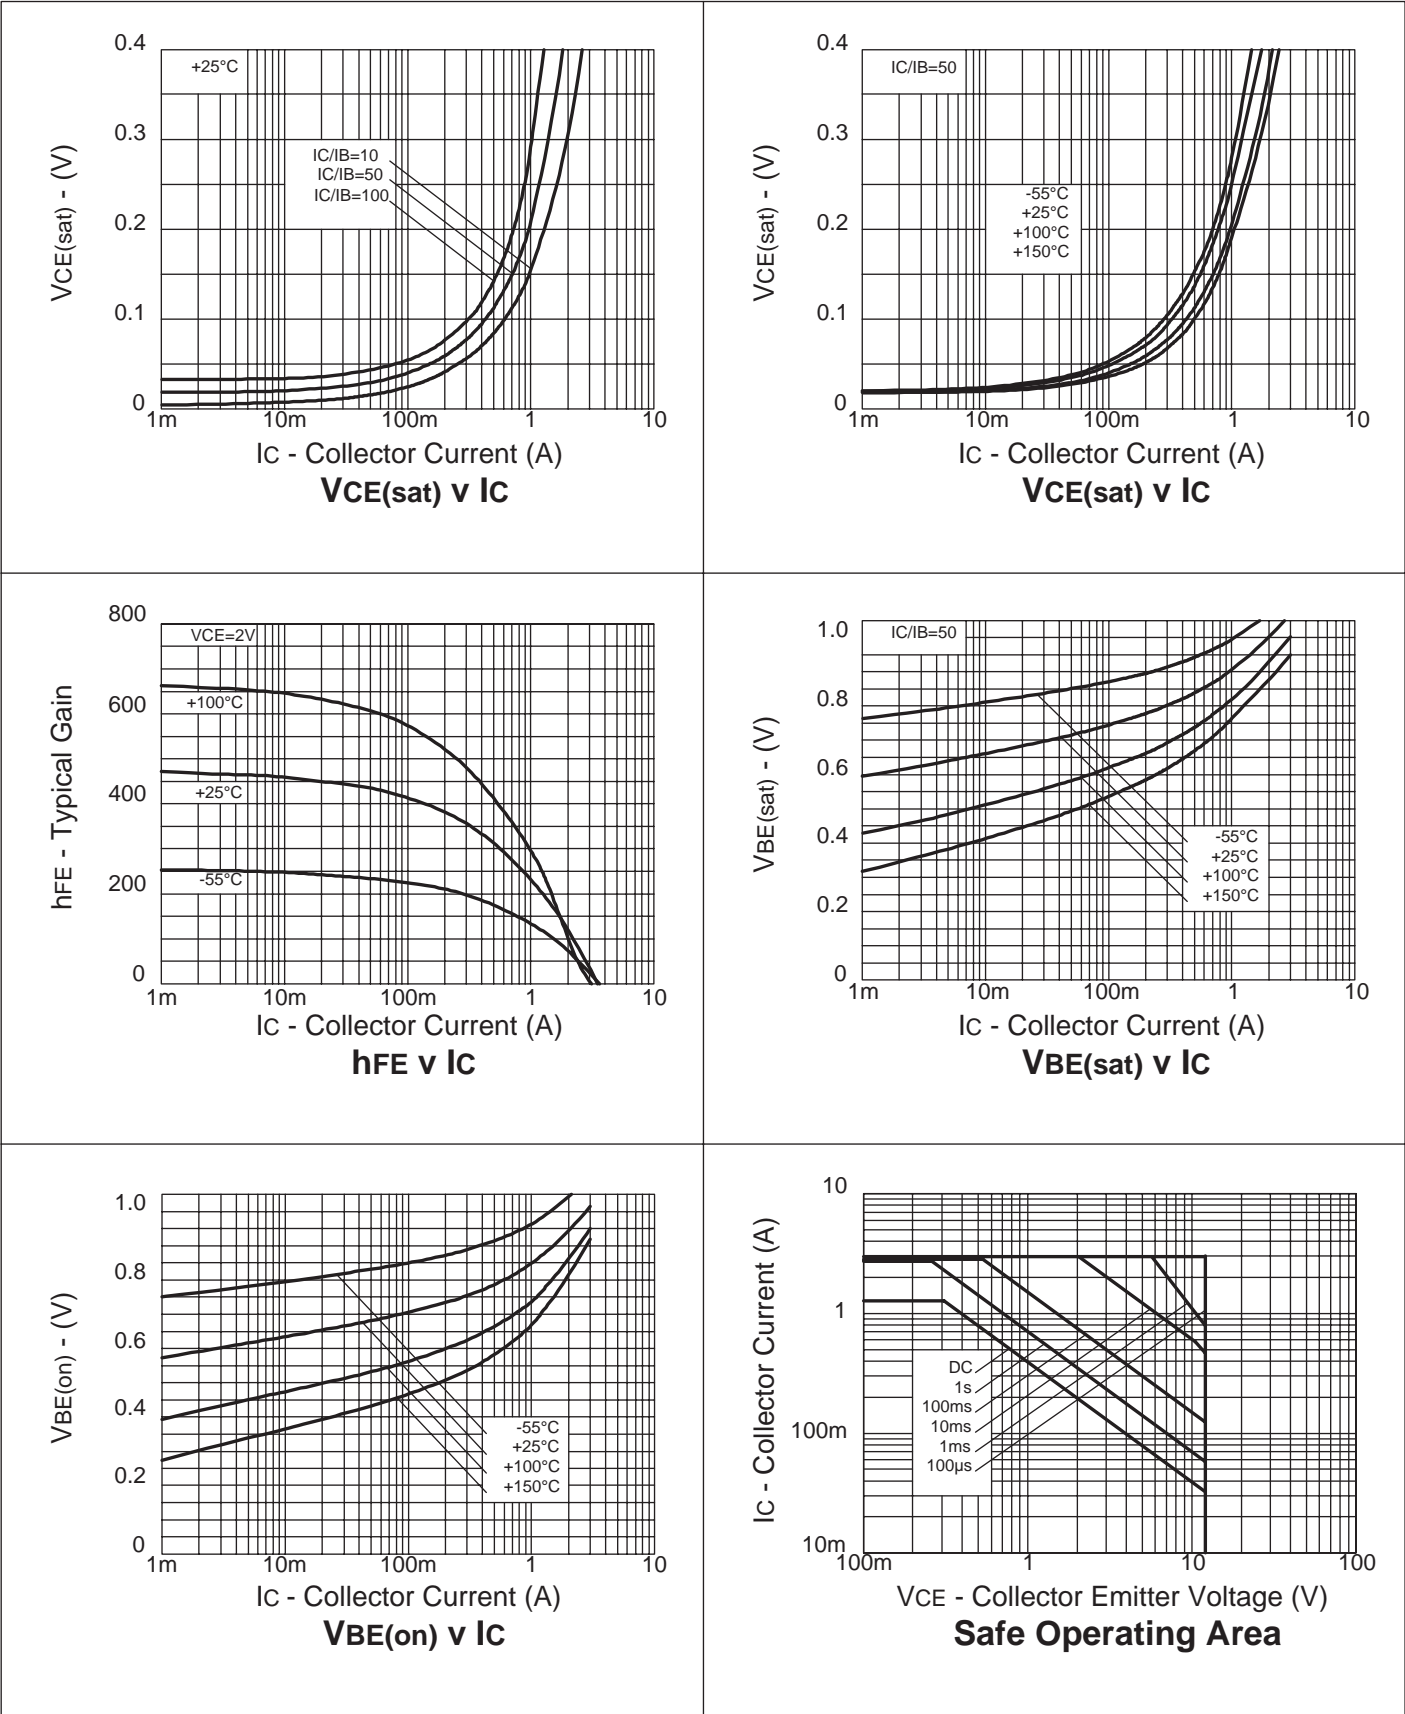 0.4
+25°C
0.3
IC/IB=10
IC/IB=50
IC/IB=100
0.2
0.1
0
VCE(sat) - (V)
1m 10m 100m 1 10
IC - Collector Current (A)
VCE(sat) v IC
0.4
IC/IB=50
0.3
-55°C
+25°C
+100°C
+150°C
0.2
0.1
0
VCE(sat) - (V)
1m 10m 100m 1 10
IC - Collector Current (A)
VCE(sat) v IC
800
VCE=2V
600
+100°C
400
+25°C
200
-55°C
0
hFE - Typical Gain
1m 10m 100m 1 10
IC - Collector Current (A)
hFE v IC
1.0
IC/IB=50
0.8
0.6
0.4
-55°C
+25°C
+100°C
+150°C
0.2
0
VBE(sat) - (V)
1m 10m 100m 1 10
IC - Collector Current (A)
VBE(sat) v IC
1.0
0.8
0.6
0.4
-55°C
+25°C
+100°C
+150°C
0.2
0
VBE(on) - (V)
1m 10m 100m 1 10
IC - Collector Current (A)
VBE(on) v IC
10
1
DC
1s
100ms
10ms
1ms
100µs
100m
10m
IC - Collector Current (A)
100m 1 10 100
VCE - Collector Emitter Voltage (V)
Safe Operating Area